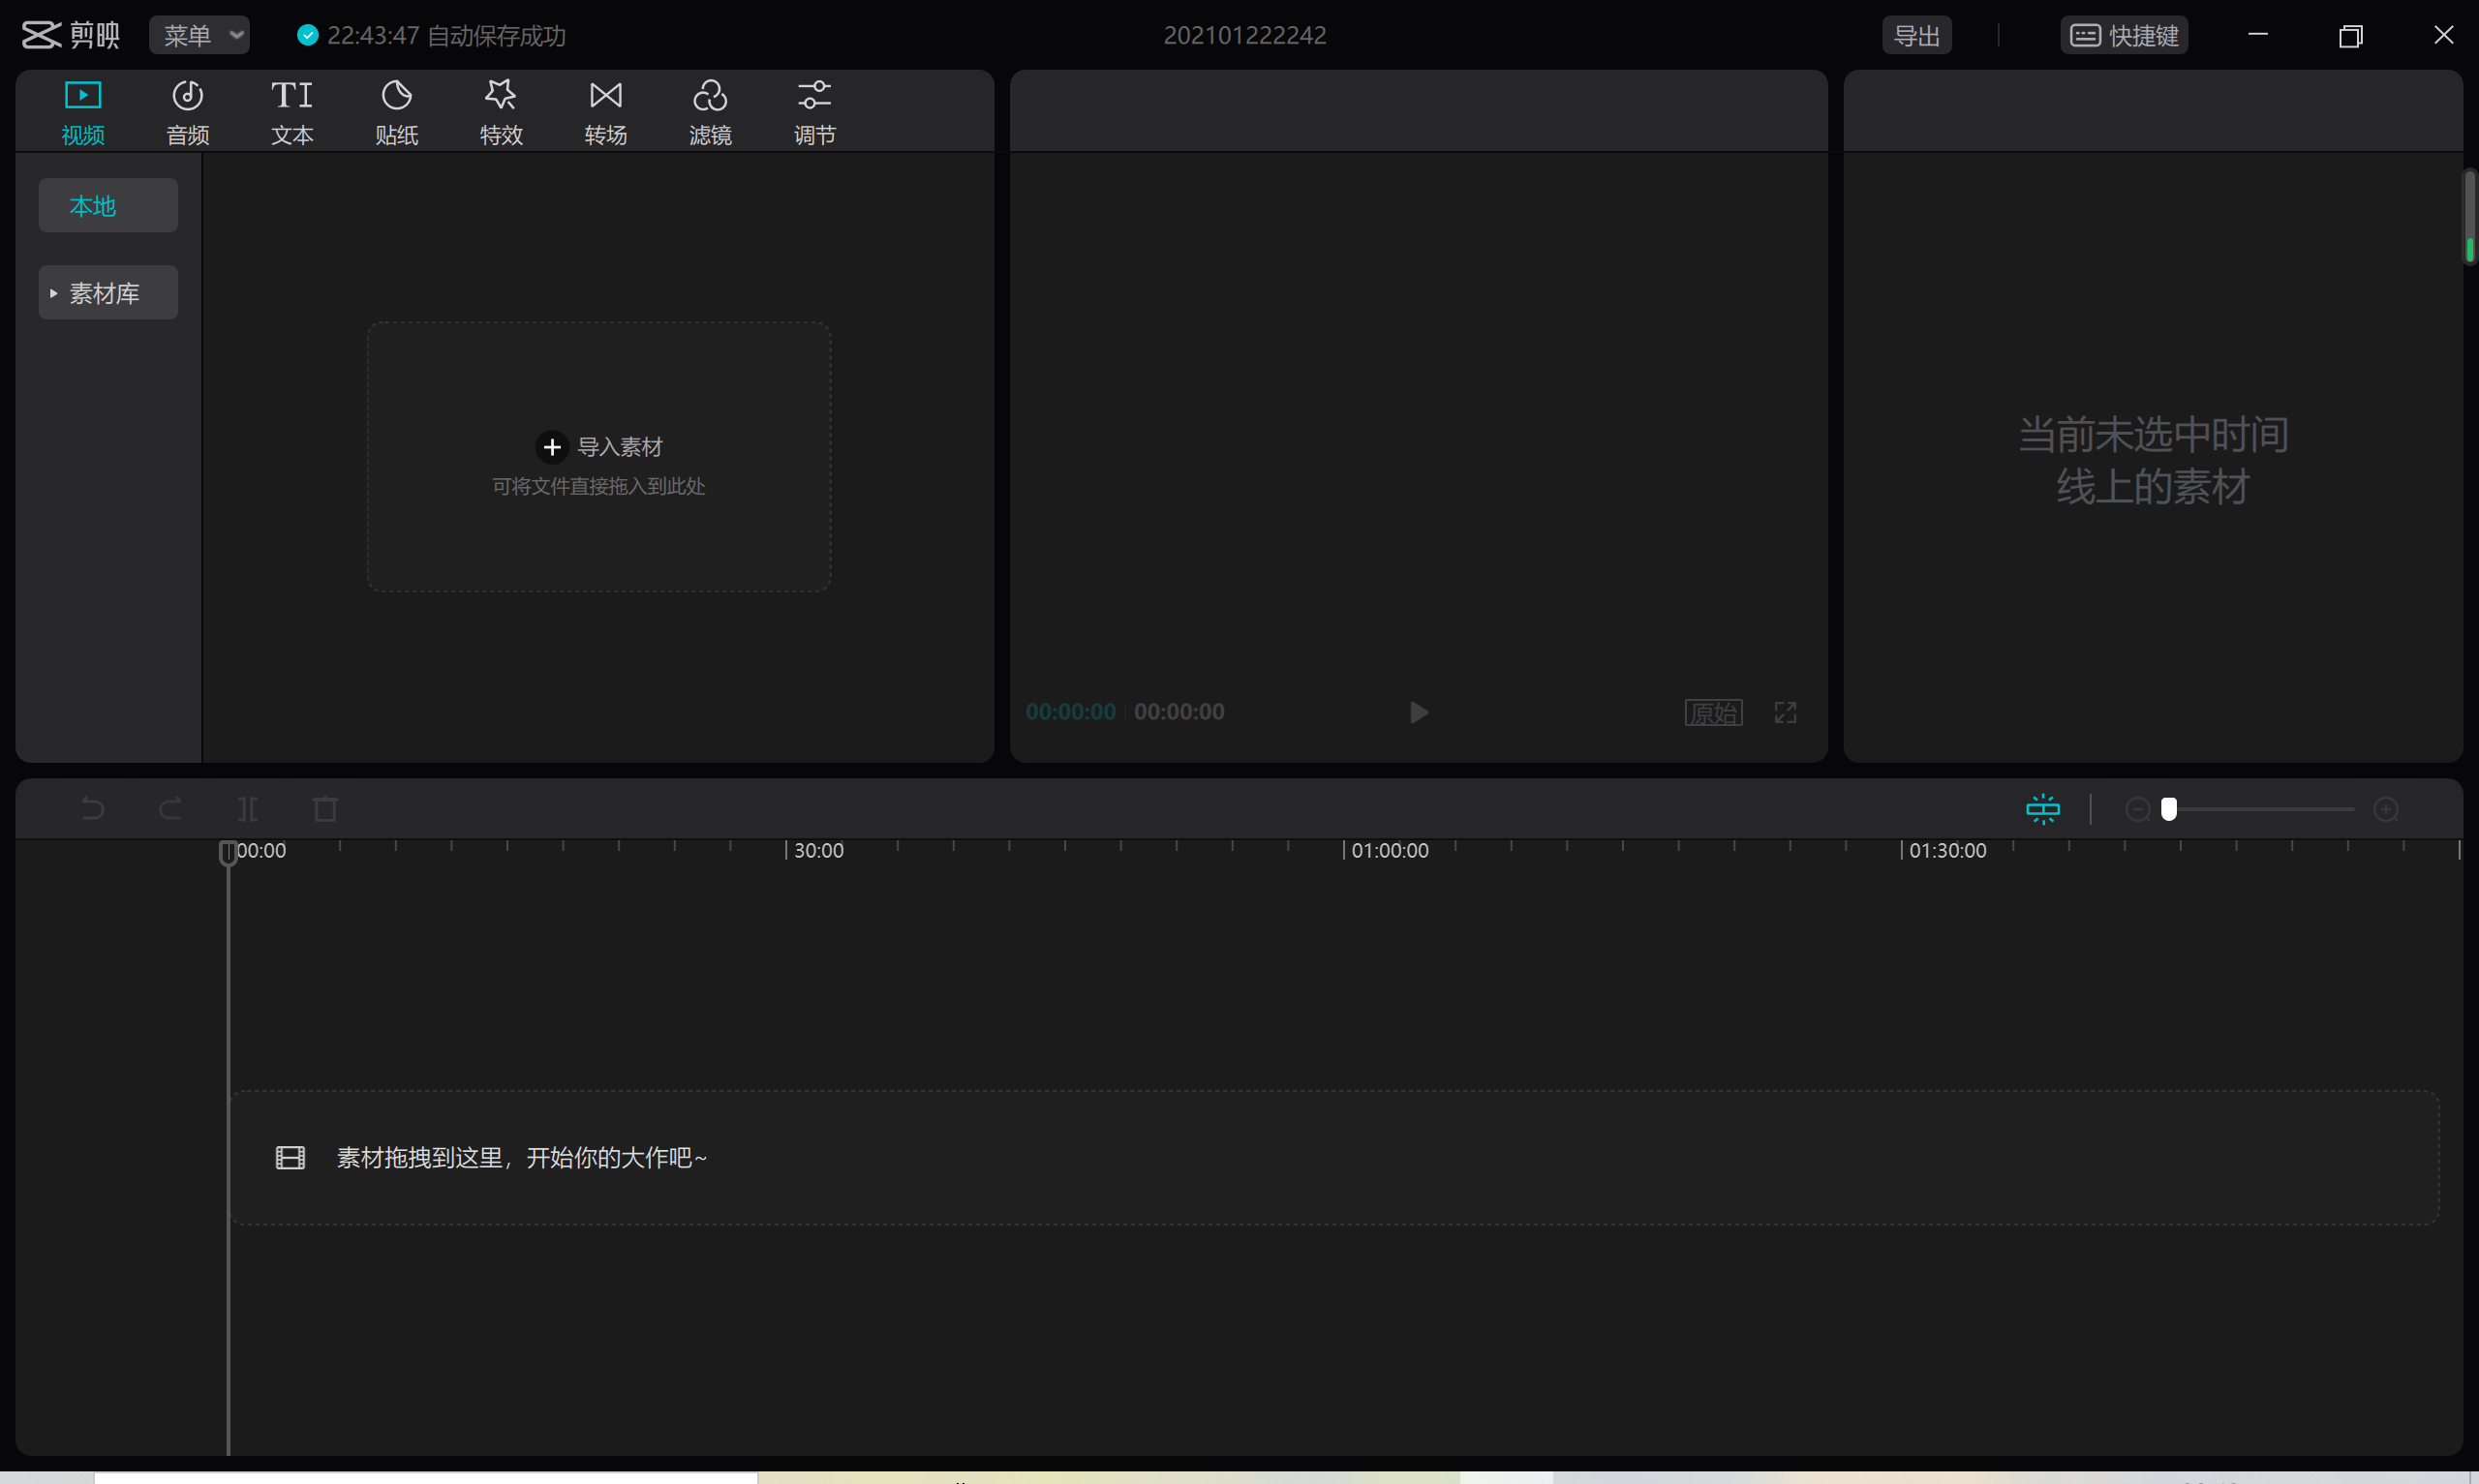 剪映 菜单 22:43:47 自动保存成功 202101222242 导出 快捷键
视频 音频 文本 贴纸 特效 转场 滤镜 调节
本地
素材库
导入素材
可将文件直接拖入到此处
00:00:00 00:00:00 原始
当前未选中时间
线上的素材
00:00 30:00 01:00:00 01:30:00
素材拖拽到这里，开始你的大作吧~